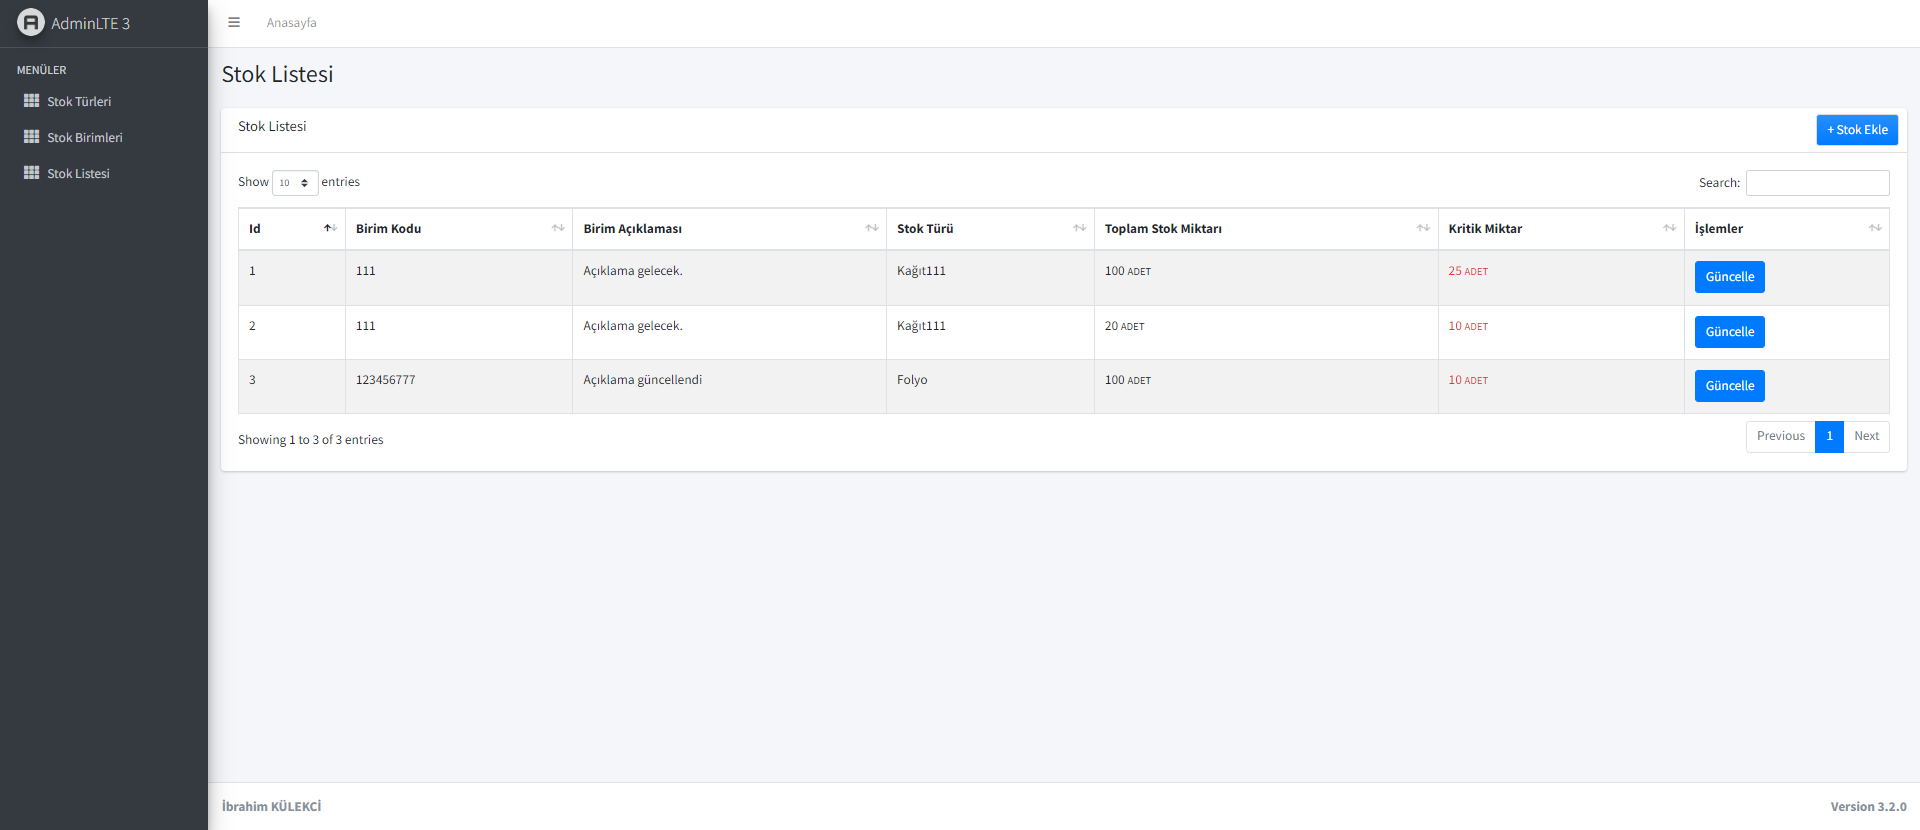 AdminLTE 3
Anasayfa
MENÜLER
Stok Türleri
Stok Birimleri
Stok Listesi
Stok Listesi
Stok Listesi
+ Stok Ekle
Show 10 entries
Search:
Id Birim Kodu Birim Açıklaması Stok Türü Toplam Stok Miktarı Kritik Miktar İşlemler
1 111 Açıklama gelecek. Kağıt111 100 ADET 25 ADET Güncelle
2 111 Açıklama gelecek. Kağıt111 20 ADET 10 ADET Güncelle
3 123456777 Açıklama güncellendi Folyo 100 ADET 10 ADET Güncelle
Showing 1 to 3 of 3 entries
Previous 1 Next
İbrahim KÜLEKCİ
Version 3.2.0